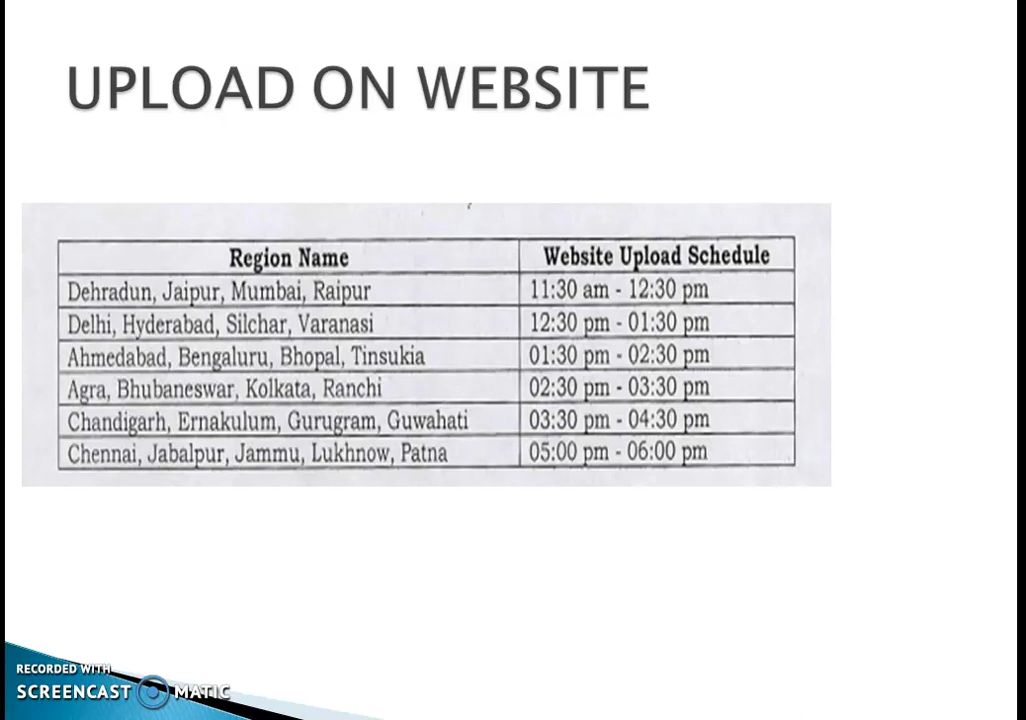 UPLOAD ON WEBSITE
Region Name Website Upload Schedule
Dehradun, Jaipur, Mumbai, Raipur 11:30 am - 12:30 pm
Delhi, Hyderabad, Silchar, Varanasi 12:30 pm - 01:30 pm
Ahmedabad, Bengaluru, Bhopal, Tinsukia 01:30 pm - 02:30 pm
Agra, Bhubaneswar, Kolkata, Ranchi 02:30 pm - 03:30 pm
Chandigarh, Ernakulum, Gurugram, Guwahati 03:30 pm - 04:30 pm
Chennai, Jabalpur, Jammu, Lukhnow, Patna 05:00 pm - 06:00 pm
RECORDED WITH
SCREENCAST MATIC